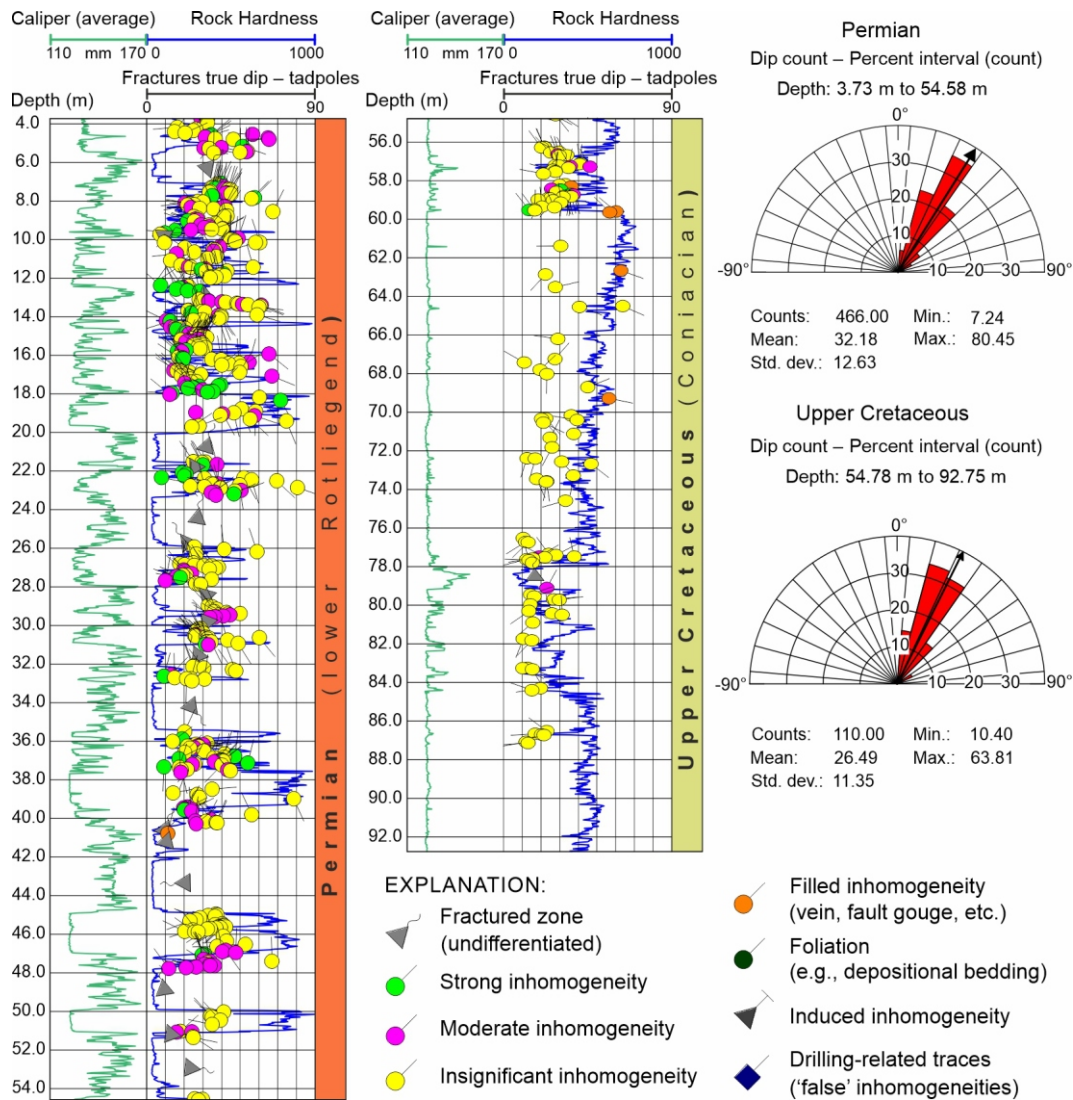 Caliper (average)
Rock Hardness
110 mm 170
0
1000
Fractures true dip – tadpoles
Depth (m)
0
90
4.0
6.0
8.0
10.0
12.0
14.0
16.0
18.0
20.0
22.0
24.0
26.0
28.0
30.0
32.0
34.0
36.0
38.0
40.0
42.0
44.0
46.0
48.0
50.0
52.0
54.0
Permian (lower Rotliegend)
Caliper (average)
Rock Hardness
110 mm 170
0
1000
Fractures true dip – tadpoles
Depth (m)
0
90
56.0
58.0
60.0
62.0
64.0
66.0
68.0
70.0
72.0
74.0
76.0
78.0
80.0
82.0
84.0
86.0
88.0
90.0
92.0
Upper Cretaceous (Coniacian)
Permian
Dip count – Percent interval (count)
Depth: 3.73 m to 54.58 m
0°
30
20
10
-90°
10 20 30 90°
Counts: 466.00 Min.: 7.24
Mean: 32.18 Max.: 80.45
Std. dev.: 12.63
Upper Cretaceous
Dip count – Percent interval (count)
Depth: 54.78 m to 92.75 m
0°
30
20
10
-90°
10 20 30 90°
Counts: 110.00 Min.: 10.40
Mean: 26.49 Max.: 63.81
Std. dev.: 11.35
EXPLANATION:
Fractured zone
(undifferentiated)
Strong inhomogeneity
Moderate inhomogeneity
Insignificant inhomogeneity
Filled inhomogeneity
(vein, fault gouge, etc.)
Foliation
(e.g., depositional bedding)
Induced inhomogeneity
Drilling-related traces
(‘false’ inhomogeneities)